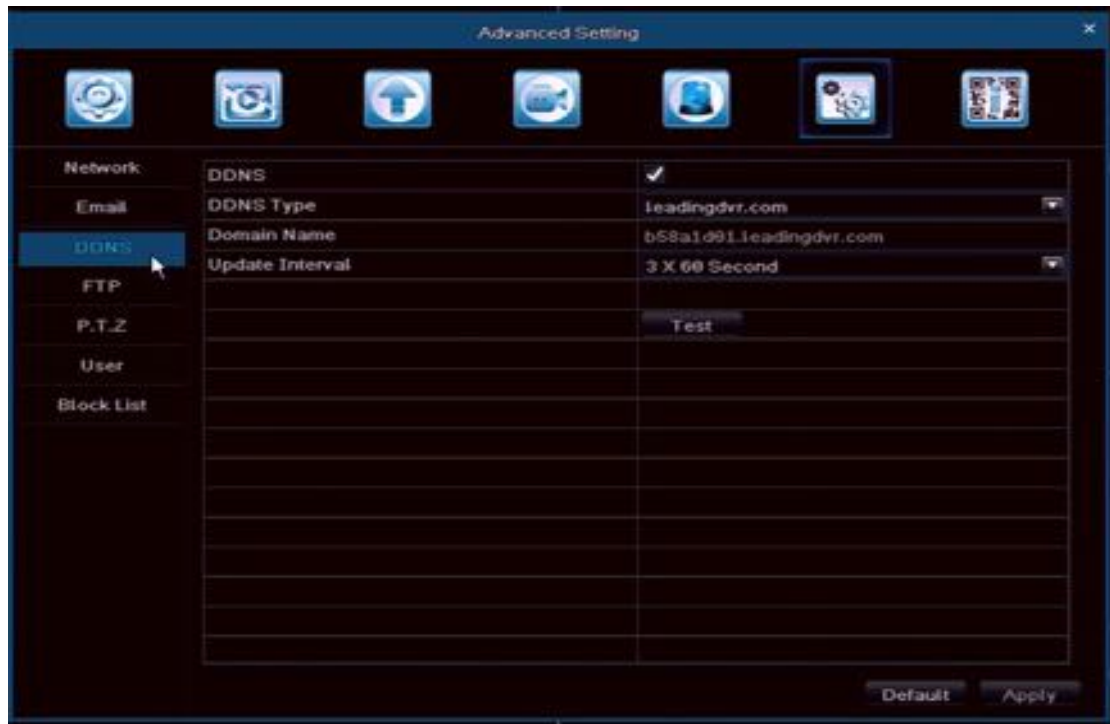 Advanced Setting
Network
Email
DDNS
FTP
P.T.Z
User
Block List
DDNS
DDNS Type leadingdvr.com
Domain Name b58a1d01.leadingdvr.com
Update Interval 3 X 60 Second
Test
Default Apply